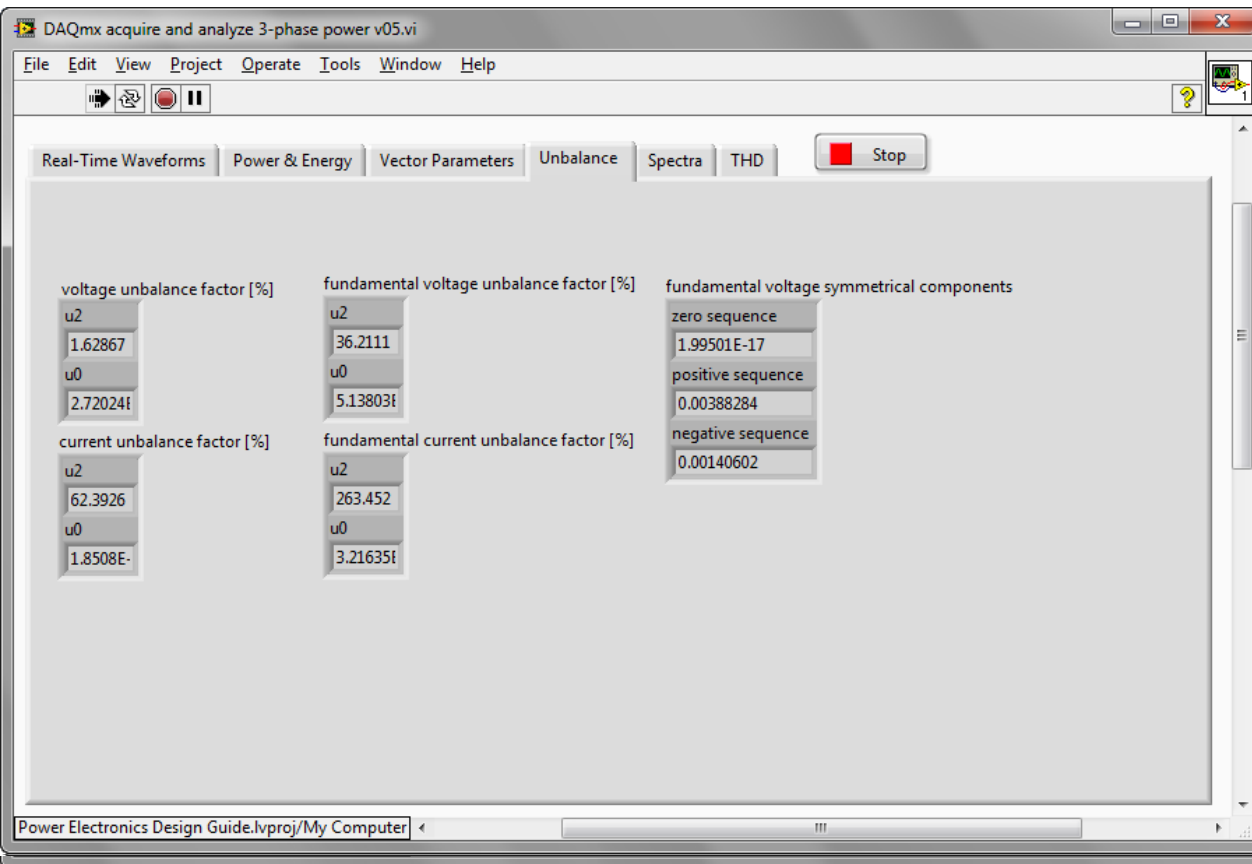 DAQmx acquire and analyze 3-phase power v05.vi
File Edit View Project Operate Tools Window Help
1
Real-Time Waveforms Power & Energy Vector Parameters Unbalance Spectra THD Stop
voltage unbalance factor [%]
u2
1.62867
u0
2.72024E
current unbalance factor [%]
u2
62.3926
u0
1.8508E-
fundamental voltage unbalance factor [%]
u2
36.2111
u0
5.13803E
fundamental current unbalance factor [%]
u2
263.452
u0
3.21635E
fundamental voltage symmetrical components
zero sequence
1.99501E-17
positive sequence
0.00388284
negative sequence
0.00140602
Power Electronics Design Guide.lvproj/My Computer